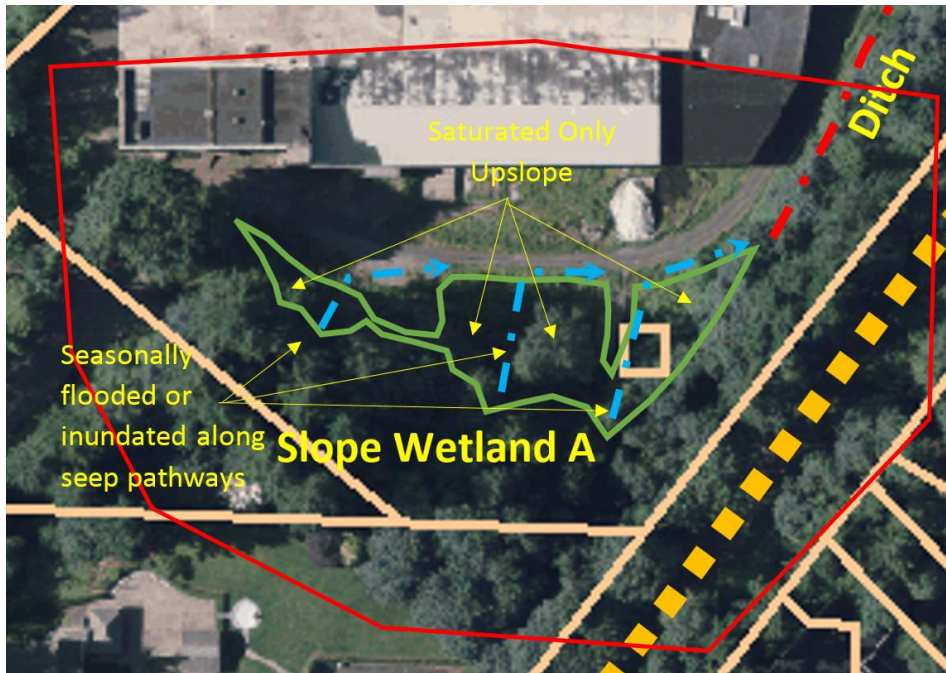 Ditch
Saturated Only
Upslope
Seasonally
flooded or
inundated along
seep pathways
Slope Wetland A